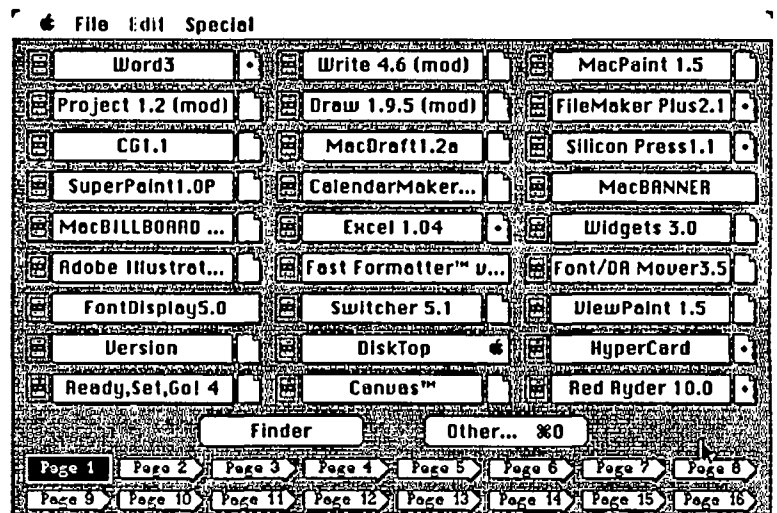 File Edit Special
Word3 Write 4.6 (mod) MacPaint 1.5
Project 1.2 (mod) Draw 1.9.5 (mod) FileMaker Plus2.1
CG1.1 MacDraft1.2a Silicon Press1.1
SuperPaint1.0P CalendarMaker... MacBANNER
MacBILLBOARD ... Excel 1.04 Widgets 3.0
Adobe Illustrat... Fast Formatter™ v... Font/DA Mover3.5
FontDisplay5.0 Switcher 5.1 ViewPaint 1.5
Version DiskTop HyperCard
Ready,Set,Go! 4 Canvas™ Red Ryder 10.0
Finder Other... ⌘O
Page 1 Page 2 Page 3 Page 4 Page 5 Page 6 Page 7 Page 8
Page 9 Page 10 Page 11 Page 12 Page 13 Page 14 Page 15 Page 16